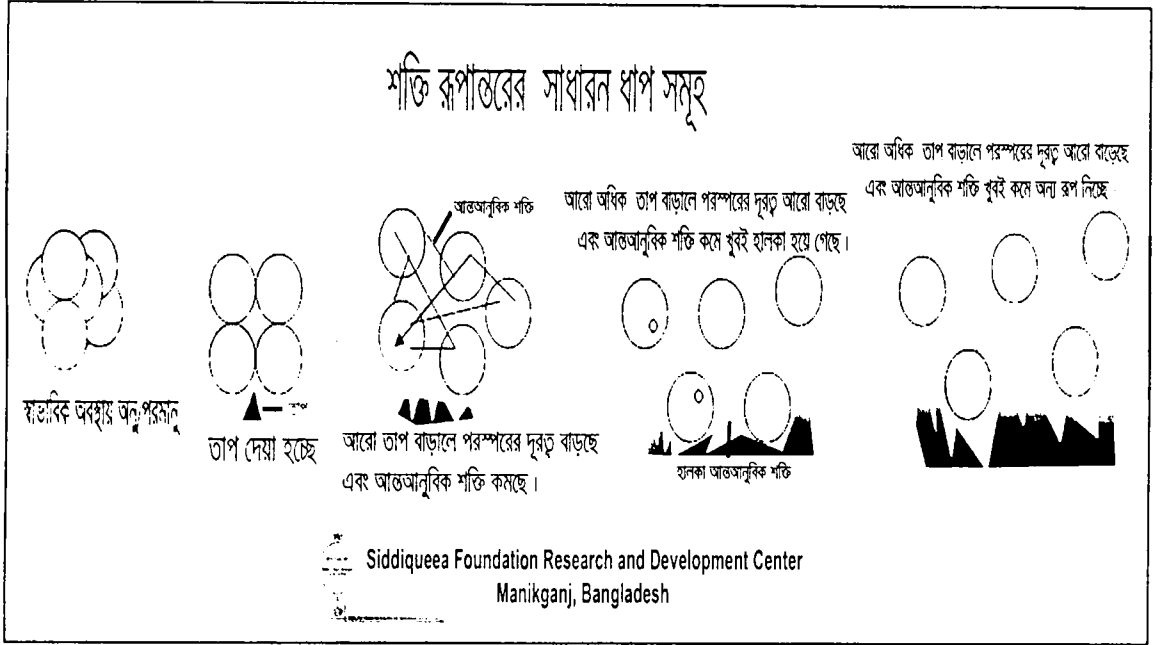 শক্তি রূপান্তরের সাধারন ধাপ সমূহ
আরো অধিক তাপ বাড়ালে পরস্পরের দূরত্ব আরো বাড়েছে
এবং আন্তআনুবিক শক্তি খুবই কমে অন্য রূপ নিচ্ছে
আরো অধিক তাপ বাড়ালে পরস্পরের দূরত্ব আরো বাড়ছে
এবং আন্তআনুবিক শক্তি কমে খুবই হালকা হয়ে গেছে।
আন্তআনুবিক শক্তি
স্বাভাবিক অবস্থায় অনু/পরমানু
তাপ
তাপ দেয়া হচ্ছে
আরো তাপ বাড়ালে পরস্পরের দূরত্ব বাড়ছে
এবং আন্তআনুবিক শক্তি কমছে।
হালকা আন্তআনুবিক শক্তি
Siddiqueea Foundation Research and Development Center
Manikganj, Bangladesh